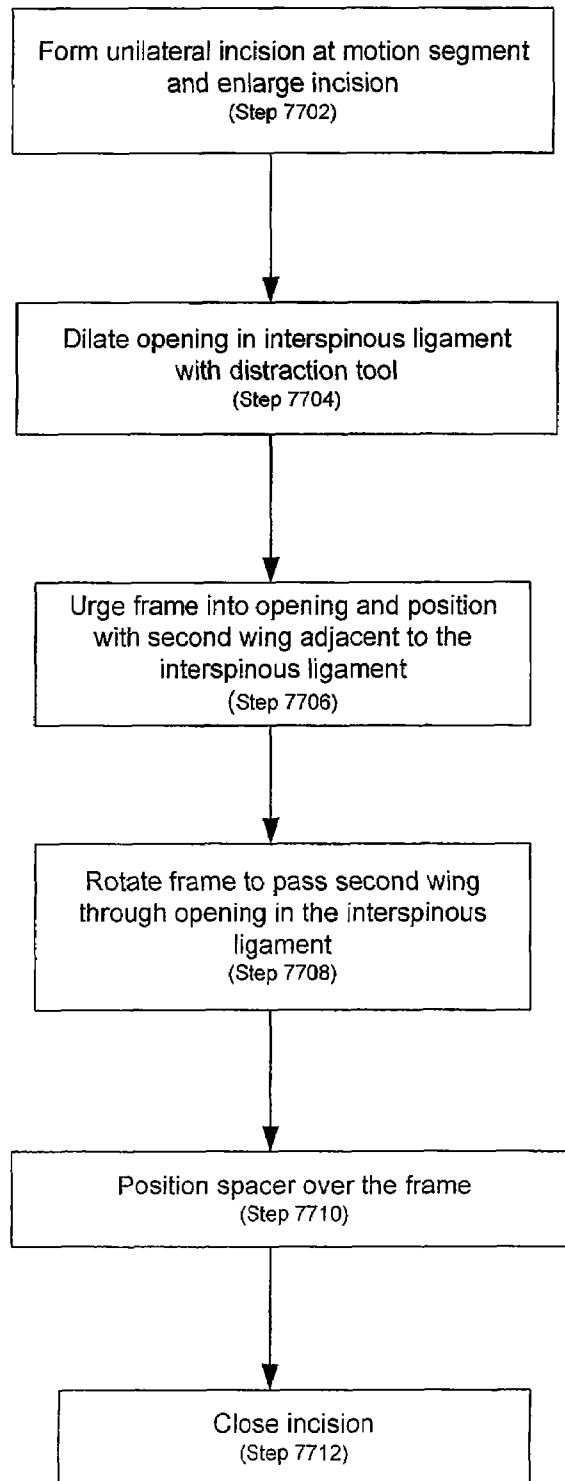 Form unilateral incision at motion segment
and enlarge incision
(Step 7702)
Dilate opening in interspinous ligament
with distraction tool
(Step 7704)
Urge frame into opening and position
with second wing adjacent to the
interspinous ligament
(Step 7706)
Rotate frame to pass second wing
through opening in the interspinous
ligament
(Step 7708)
Position spacer over the frame
(Step 7710)
Close incision
(Step 7712)